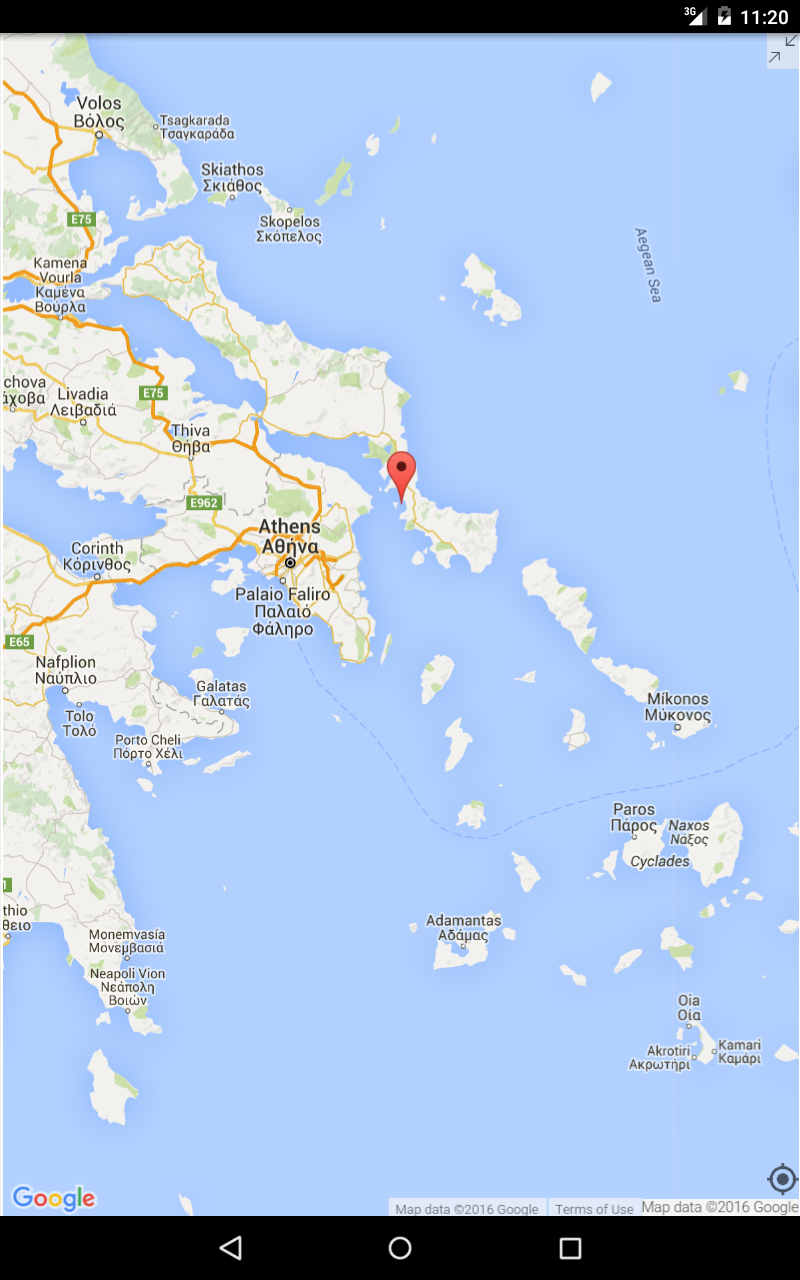 3G
11:20
Volos
Βόλος
Tsagkarada
Τσαγκαράδα
Skiathos
Σκιάθος
E75
Skopelos
Σκόπελος
Aegean Sea
Kamena
Vourla
Καμένα
Βούρλα
chova
άχοβα
Livadia
Λειβαδιά
E75
Thiva
Θήβα
E962
Athens
Αθήνα
Corinth
Κόρινθος
Palaio Faliro
Παλαιό
Φάληρο
E65
Nafplion
Ναύπλιο
Galatas
Γαλατάς
Tolo
Τολό
Míkonos
Μύκονος
Porto Cheli
Πόρτο Χέλι
Paros
Πάρος
Naxos
Νάξος
Cyclades
1
thio
θειο
Adamantas
Αδάμας
Monemvasía
Μονεμβασιά
Neapoli Vion
Νεάπολη
Βοιών
Oia
Οία
Akrotiri
Ακρωτήρι
Kamari
Καμάρι
Google
Map data ©2016 Google
Terms of Use
Map data ©2016 Google